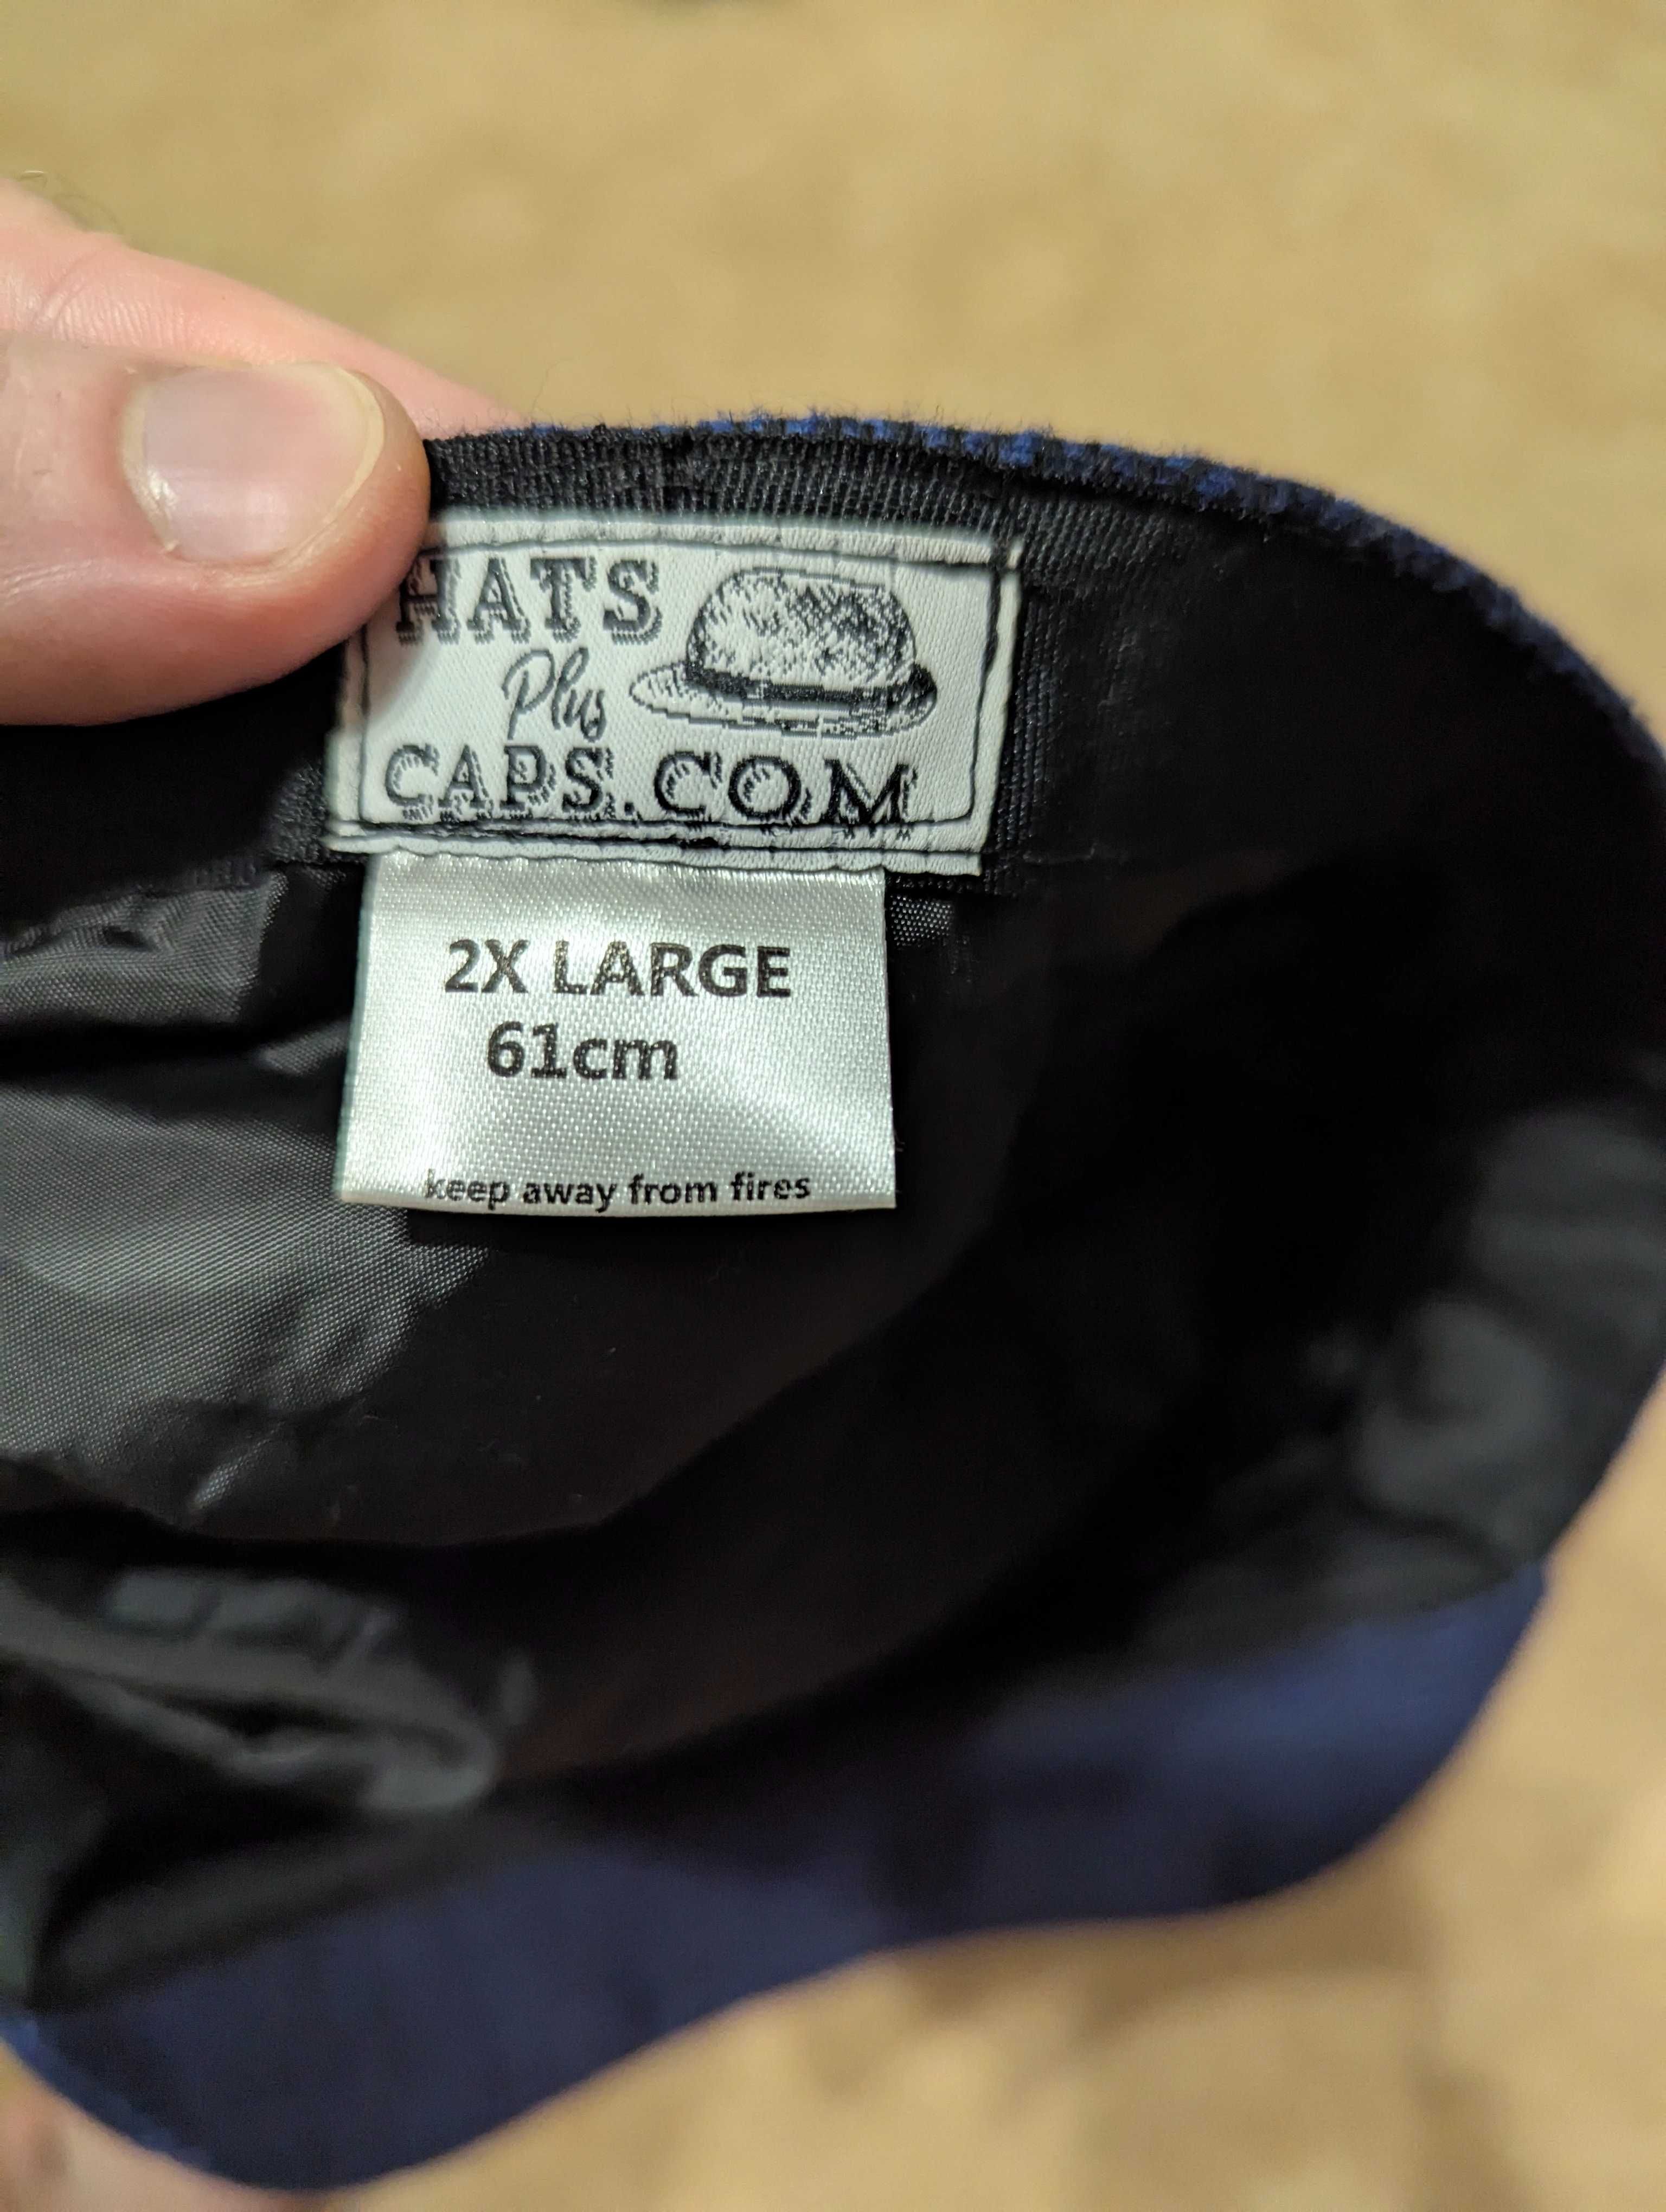 HATS
Plus
CAPS.COM
2X LARGE
61cm
keep away from fires